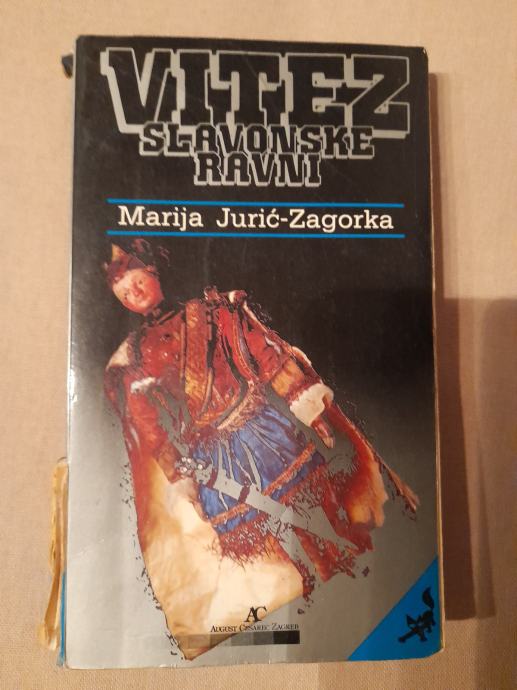 VITEZ
SLAVONSKE
RAVNI
Marija Jurić-Zagorka
AC
AUGUST CESAREC ZAGREB